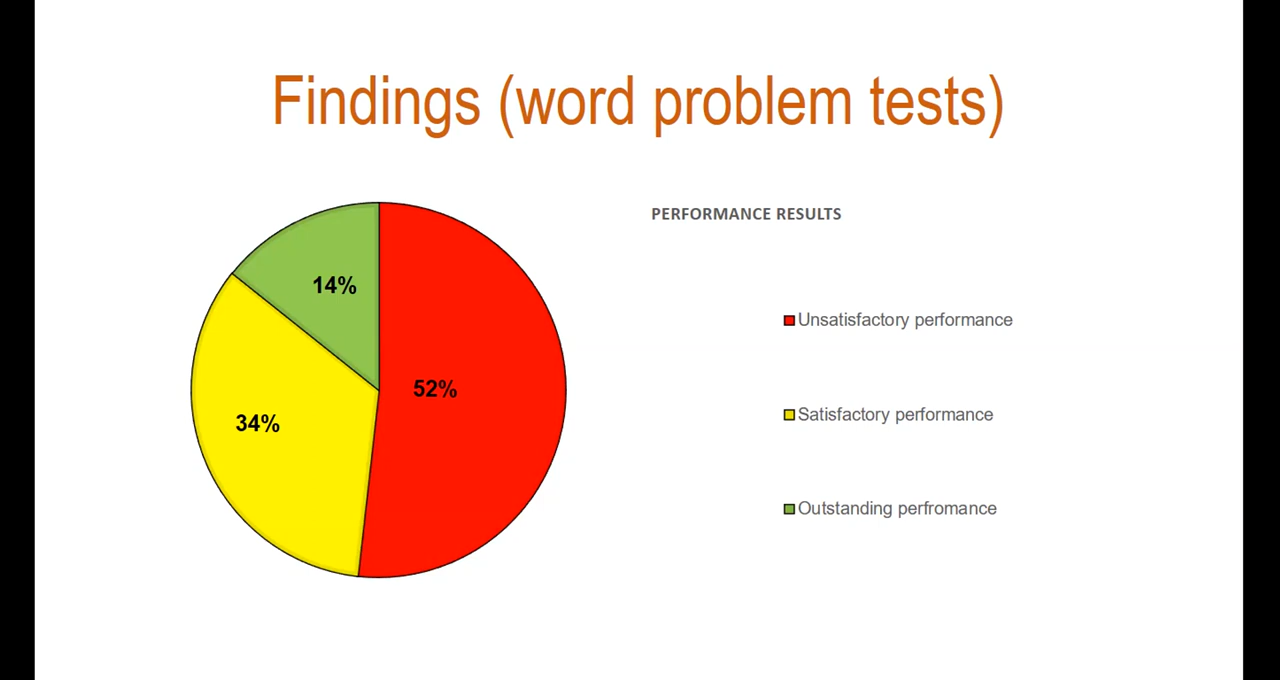 Findings (word problem tests)
PERFORMANCE RESULTS
14%
52%
34%
Unsatisfactory performance
Satisfactory performance
Outstanding perfromance